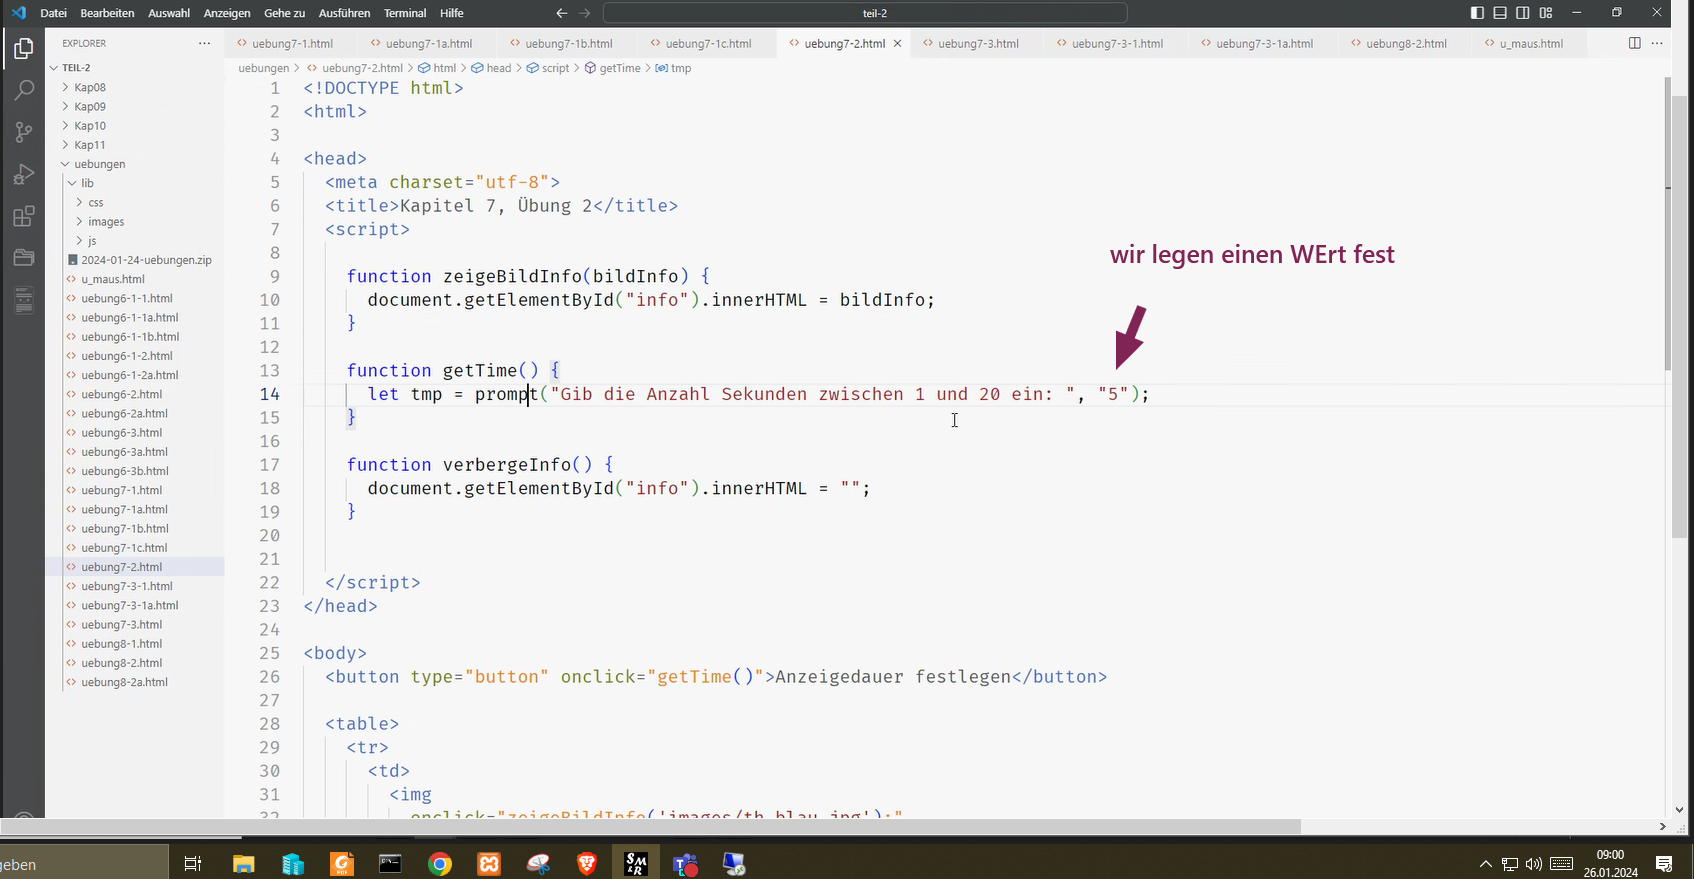 Datei Bearbeiten Auswahl Anzeigen Gehe zu Ausführen Terminal Hilfe
teil-2
EXPLORER
uebung7-1.html uebung7-1a.html uebung7-1b.html uebung7-1c.html uebung7-2.html uebung7-3.html uebung7-3-1.html uebung7-3-1a.html uebung8-2.html u_maus.html
uebungen > uebung7-2.html > html > head > script > getTime > tmp
TEIL-2
Kap08
Kap09
Kap10
Kap11
uebungen
lib
css
images
js
2024-01-24-uebungen.zip
u_maus.html
uebung6-1-1.html
uebung6-1-1a.html
uebung6-1-1b.html
uebung6-1-2.html
uebung6-1-2a.html
uebung6-2.html
uebung6-2a.html
uebung6-3.html
uebung6-3a.html
uebung6-3b.html
uebung7-1.html
uebung7-1a.html
uebung7-1b.html
uebung7-1c.html
uebung7-2.html
uebung7-3-1.html
uebung7-3-1a.html
uebung7-3.html
uebung8-1.html
uebung8-2.html
uebung8-2a.html
1 <!DOCTYPE html>
2 <html>
3
4 <head>
5 <meta charset="utf-8">
6 <title>Kapitel 7, Übung 2</title>
7 <script>
8
wir legen einen WErt fest
9 function zeigeBildInfo(bildInfo) {
10 document.getElementById("info").innerHTML = bildInfo;
11 }
12
13 function getTime() {
14 let tmp = prompt("Gib die Anzahl Sekunden zwischen 1 und 20 ein: ", "5");
15 }
16
17 function verbergeInfo() {
18 document.getElementById("info").innerHTML = "";
19 }
20
21
22 </script>
23 </head>
24
25 <body>
26 <button type="button" onclick="getTime()">Anzeigedauer festlegen</button>
27
28 <table>
29 <tr>
30 <td>
31 <img
32 onclick="zeigeBildInfo('images/th_blau.jpg');"
geben
09:00
26.01.2024